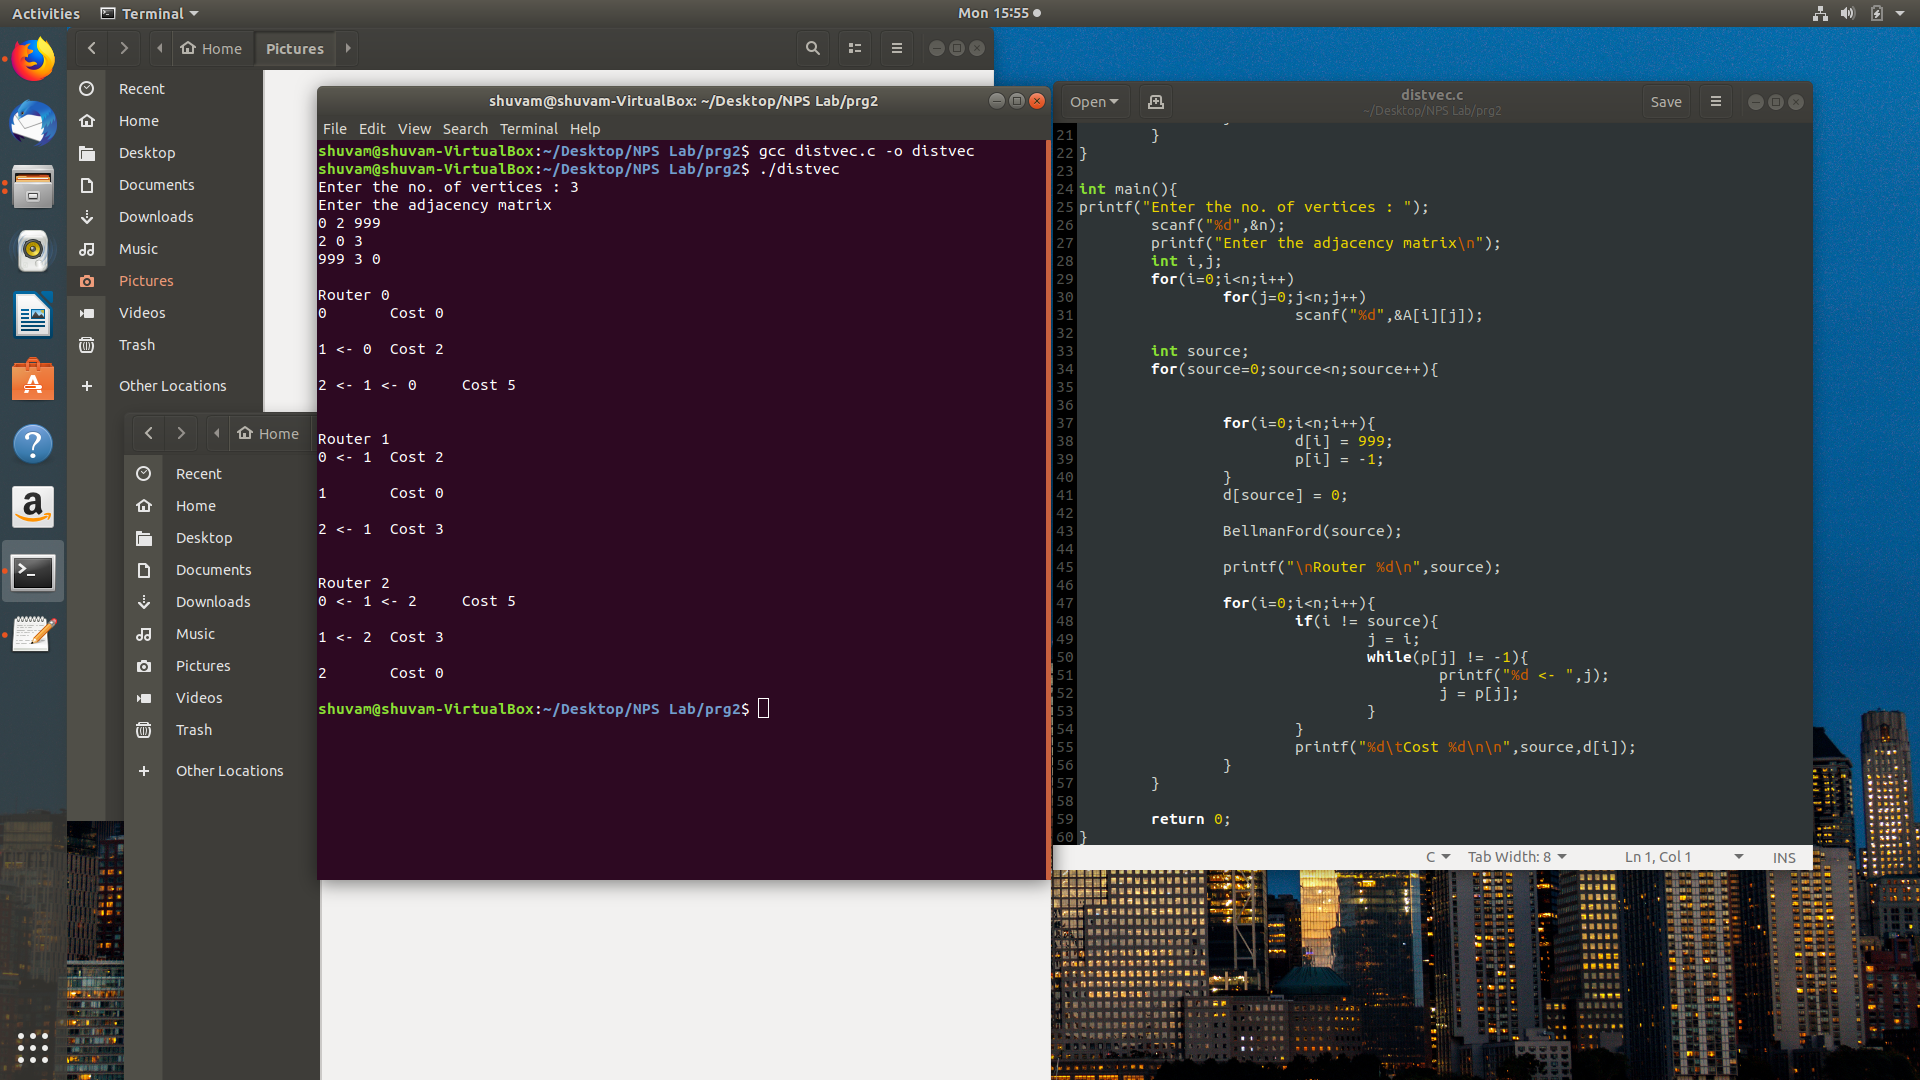 Activities Terminal Mon 15:55
Home Pictures
Recent
Home
Desktop
Documents
Downloads
Music
Pictures
Videos
Trash
Other Locations
Home
Recent
Home
Desktop
Documents
Downloads
Music
Pictures
Videos
Trash
Other Locations
shuvam@shuvam-VirtualBox: ~/Desktop/NPS Lab/prg2
File Edit View Search Terminal Help
shuvam@shuvam-VirtualBox:~/Desktop/NPS Lab/prg2$ gcc distvec.c -o distvec
shuvam@shuvam-VirtualBox:~/Desktop/NPS Lab/prg2$ ./distvec
Enter the no. of vertices : 3
Enter the adjacency matrix
0 2 999
2 0 3
999 3 0
Router 0
0 Cost 0
1 <- 0 Cost 2
2 <- 1 <- 0 Cost 5
Router 1
0 <- 1 Cost 2
1 Cost 0
2 <- 1 Cost 3
Router 2
0 <- 1 <- 2 Cost 5
1 <- 2 Cost 3
2 Cost 0
shuvam@shuvam-VirtualBox:~/Desktop/NPS Lab/prg2$
Open distvec.c Save
~/Desktop/NPS Lab/prg2
21 }
22 }
23
24 int main(){
25 printf("Enter the no. of vertices : ");
26 scanf("%d",&n);
27 printf("Enter the adjacency matrix\n");
28 int i,j;
29 for(i=0;i<n;i++)
30 for(j=0;j<n;j++)
31 scanf("%d",&A[i][j]);
32
33 int source;
34 for(source=0;source<n;source++){
35
36
37 for(i=0;i<n;i++){
38 d[i] = 999;
39 p[i] = -1;
40 }
41 d[source] = 0;
42
43 BellmanFord(source);
44
45 printf("\nRouter %d\n",source);
46
47 for(i=0;i<n;i++){
48 if(i != source){
49 j = i;
50 while(p[j] != -1){
51 printf("%d <- ",j);
52 j = p[j];
53 }
54 }
55 printf("%d\tCost %d\n\n",source,d[i]);
56 }
57 }
58
59 return 0;
60 }
C Tab Width: 8 Ln 1, Col 1 INS